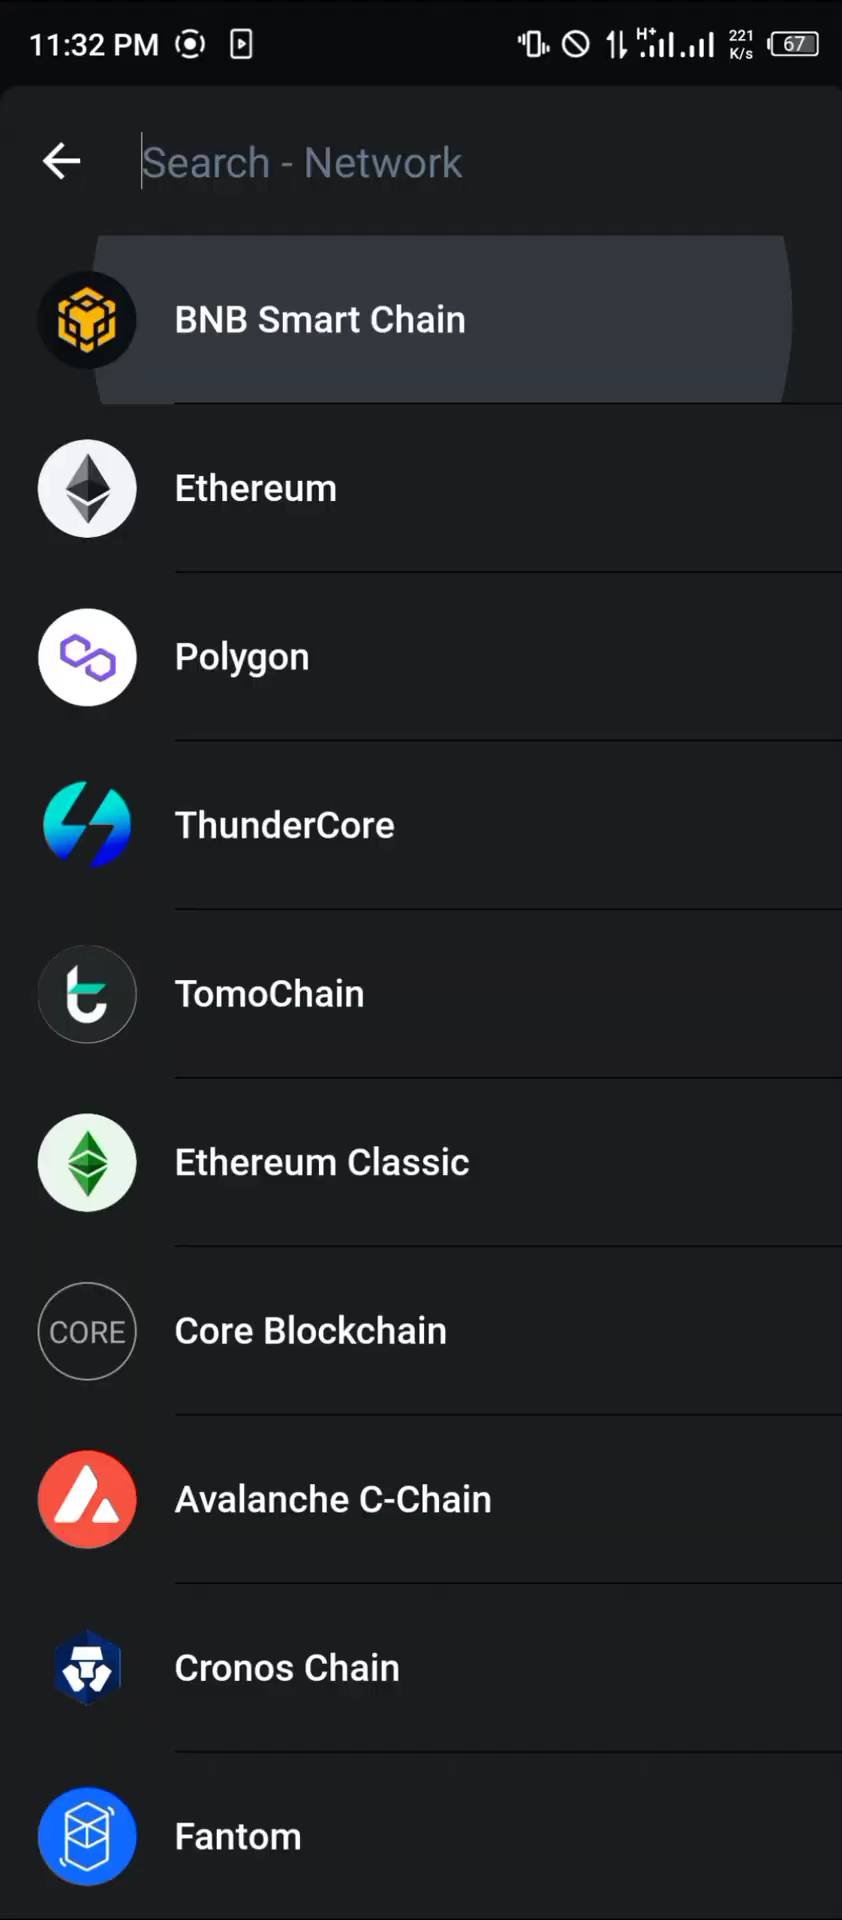 11:32 PM H+ 221 K/s 67
Search - Network
BNB Smart Chain
Ethereum
Polygon
ThunderCore
TomoChain
Ethereum Classic
CORE Core Blockchain
Avalanche C-Chain
Cronos Chain
Fantom